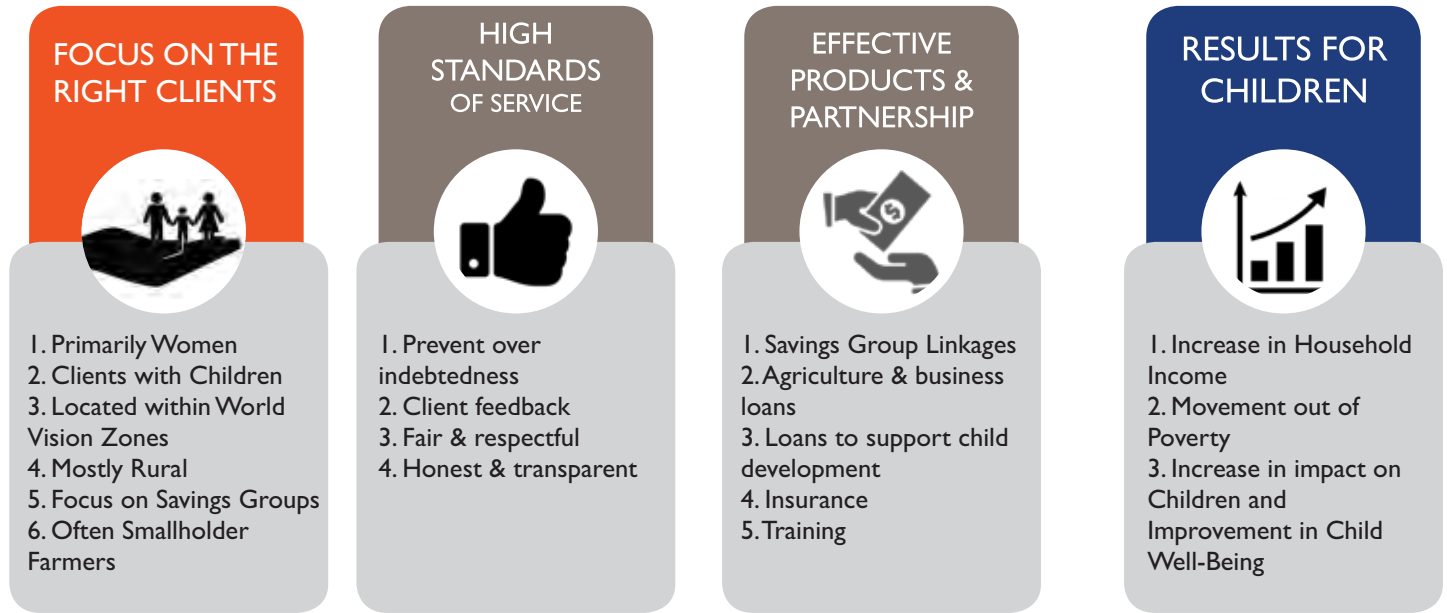 FOCUS ON THE
RIGHT CLIENTS
1. Primarily Women
2. Clients with Children
3. Located within World
Vision Zones
4. Mostly Rural
5. Focus on Savings Groups
6. Often Smallholder
Farmers
HIGH
STANDARDS
OF SERVICE
1. Prevent over
indebtedness
2. Client feedback
3. Fair & respectful
4. Honest & transparent
EFFECTIVE
PRODUCTS &
PARTNERSHIP
$
1. Savings Group Linkages
2. Agriculture & business
loans
3. Loans to support child
development
4. Insurance
5. Training
RESULTS FOR
CHILDREN
1. Increase in Household
Income
2. Movement out of
Poverty
3. Increase in impact on
Children and
Improvement in Child
Well-Being